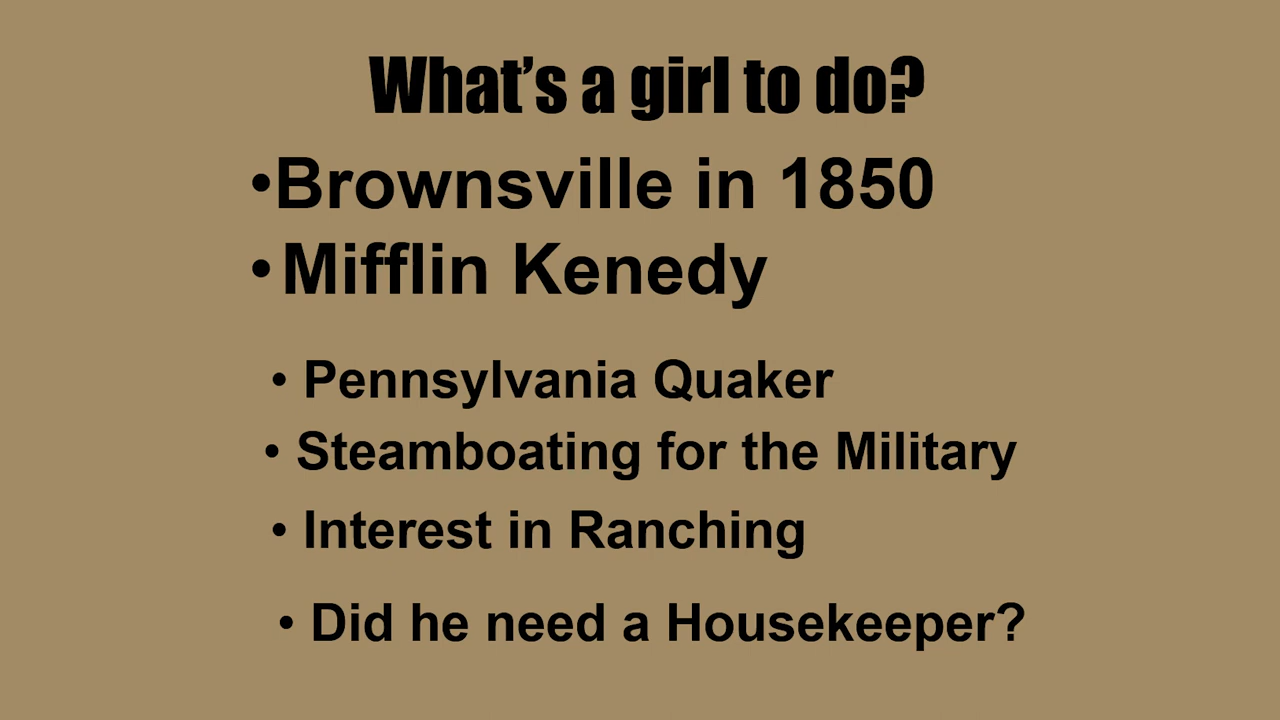 What's a girl to do?
•Brownsville in 1850
• Mifflin Kenedy
• Pennsylvania Quaker
• Steamboating for the Military
• Interest in Ranching
• Did he need a Housekeeper?